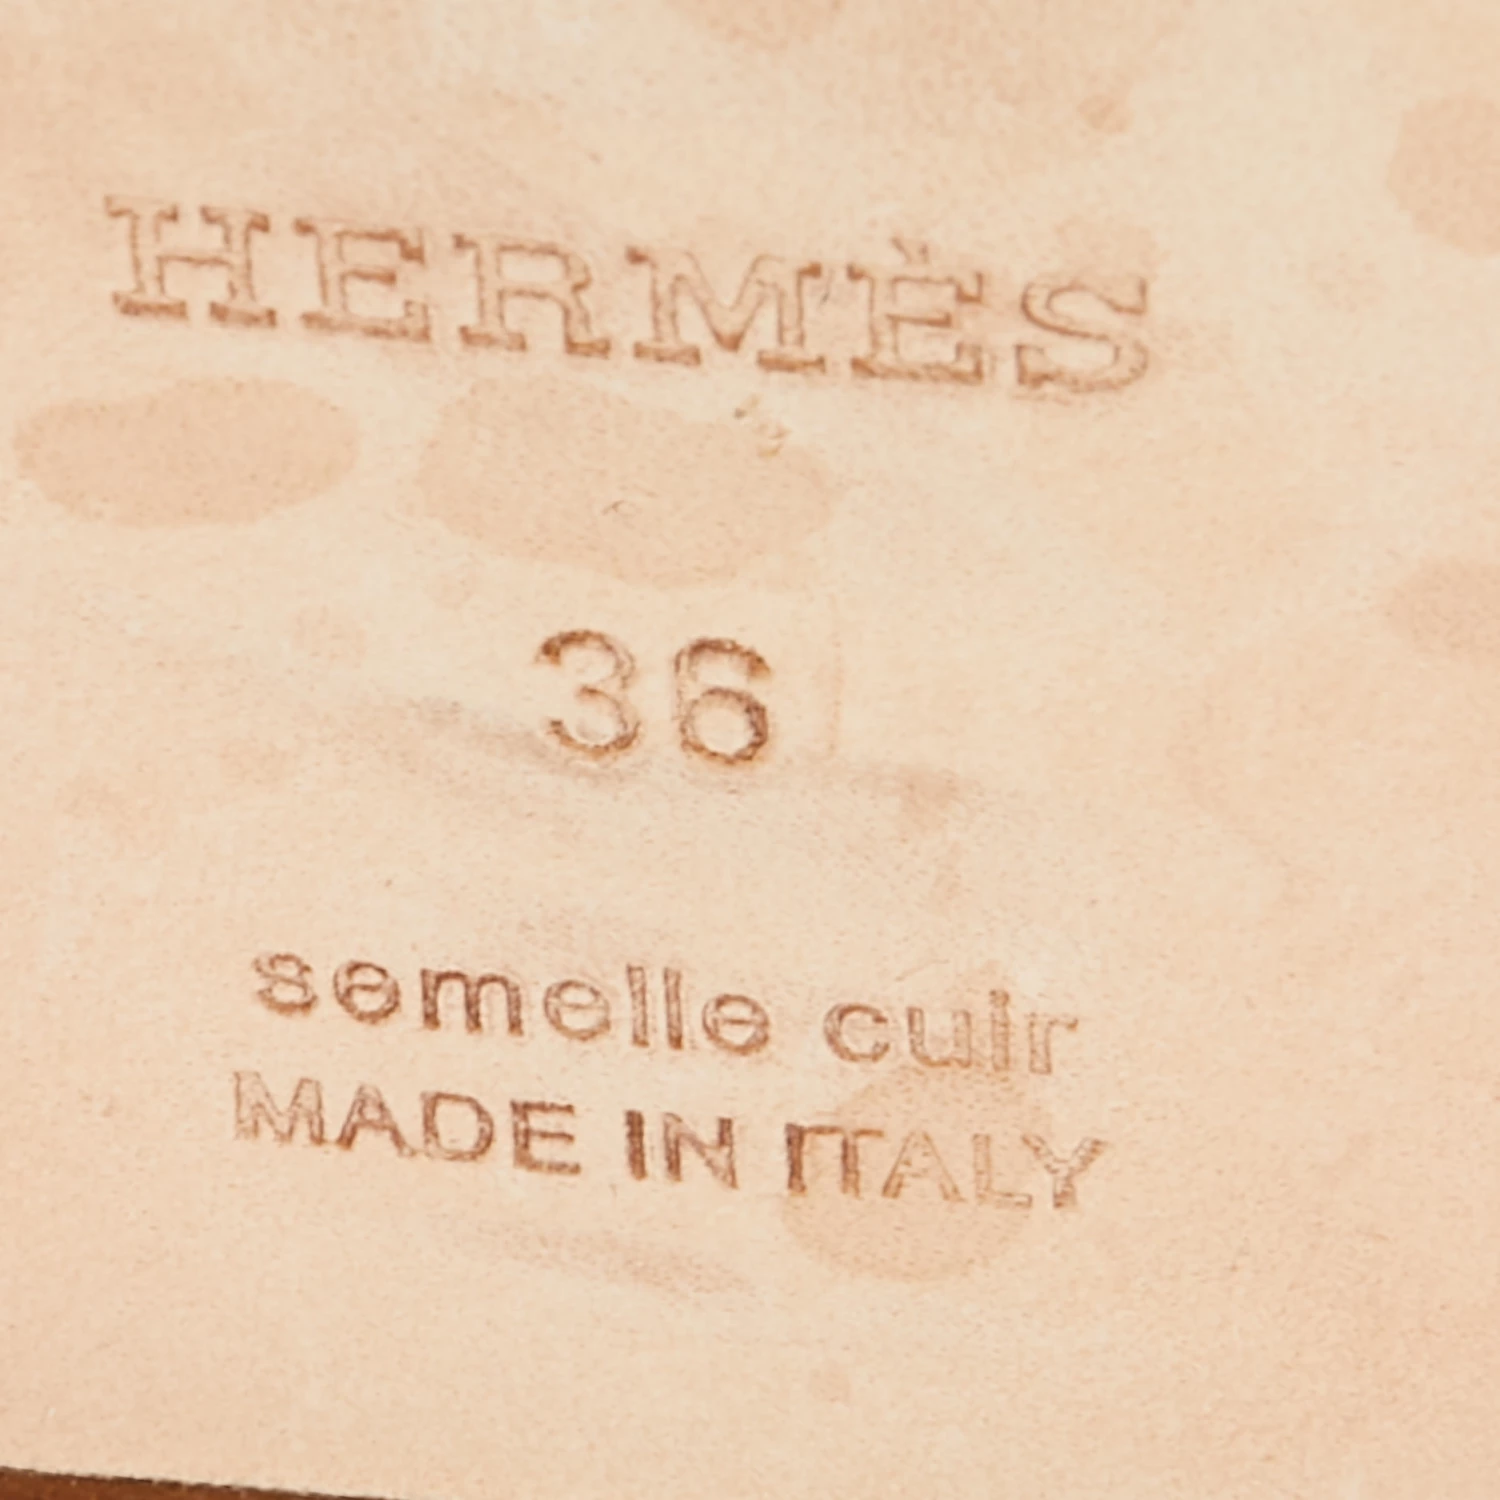 HERMÈS
36
semelle cuir
MADE IN ITALY